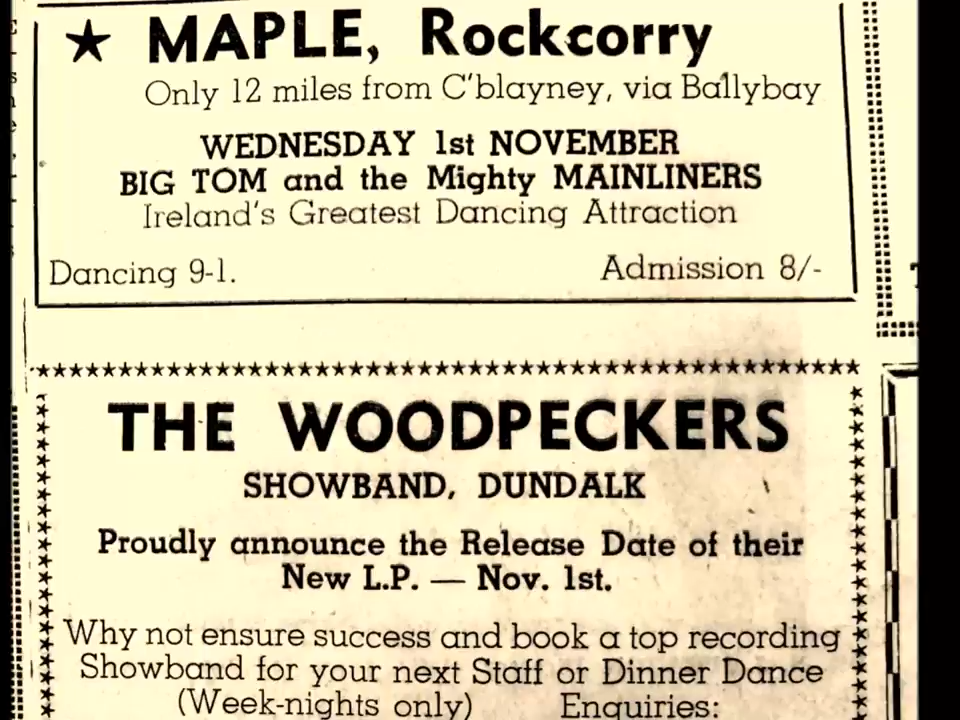 ★ MAPLE, Rockcorry
Only 12 miles from C'blayney, via Ballybay
WEDNESDAY 1st NOVEMBER
BIG TOM and the Mighty MAINLINERS
Ireland's Greatest Dancing Attraction
Dancing 9-1. Admission 8/-
THE WOODPECKERS
SHOWBAND, DUNDALK
Proudly announce the Release Date of their
New L.P. — Nov. 1st.
Why not ensure success and book a top recording
Showband for your next Staff or Dinner Dance
(Week-nights only) Enquiries: